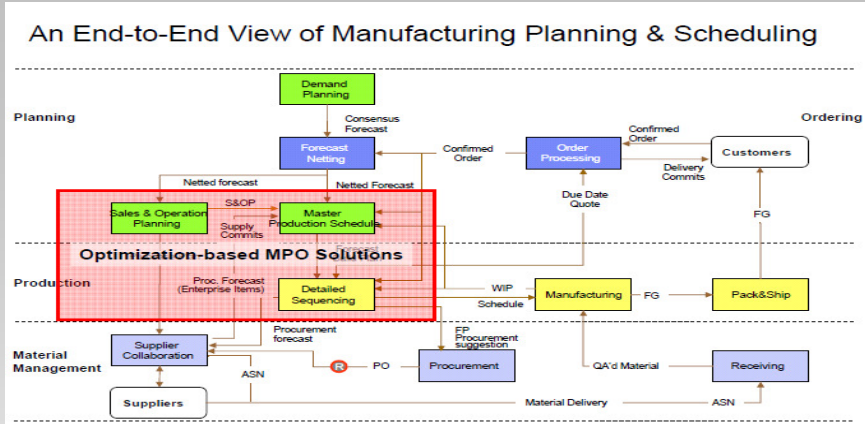 An End-to-End View of Manufacturing Planning & Scheduling
Demand
Planning
Planning
Ordering
Consensus
Forecast
Forecast
Netting
Confirmed
Order
Order
Processing
Confirmed
Order
Customers
Delivery
Commits
Netted forecast
Netted Forecast
Due Date
Quote
S&OP
Sales & Operation
Planning
Supply
Commits
Master
Production Schedule
FG
Optimization-based MPO Solutions
Forecast
Production
Proc. Forecast
(Enterprise Items)
Detailed
Sequencing
WIP
Schedule
Manufacturing
FG
Pack&Ship
Procurement
forecast
FP
Procurement
suggestion
Material
Management
Supplier
Collaboration
R
PO
Procurement
QA'd Material
Receiving
ASN
Suppliers
Material Delivery
ASN